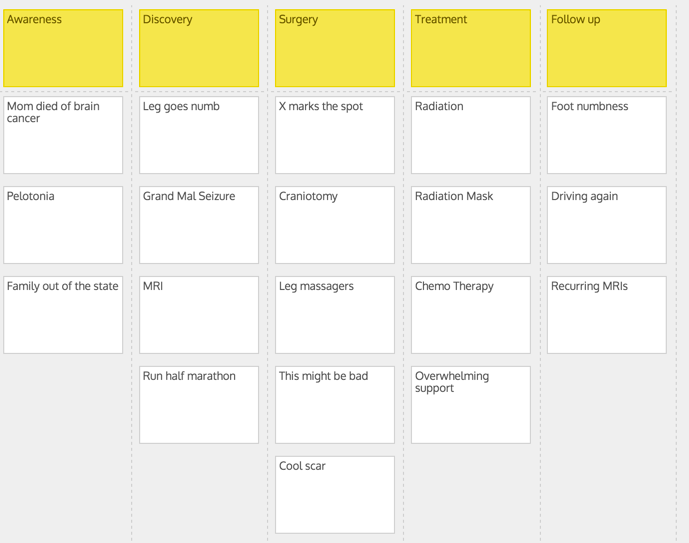 Awareness
Discovery
Surgery
Treatment
Follow up
Mom died of brain
cancer
Leg goes numb
X marks the spot
Radiation
Foot numbness
Pelotonia
Grand Mal Seizure
Craniotomy
Radiation Mask
Driving again
Family out of the state
MRI
Leg massagers
Chemo Therapy
Recurring MRIs
Run half marathon
This might be bad
Overwhelming
support
Cool scar